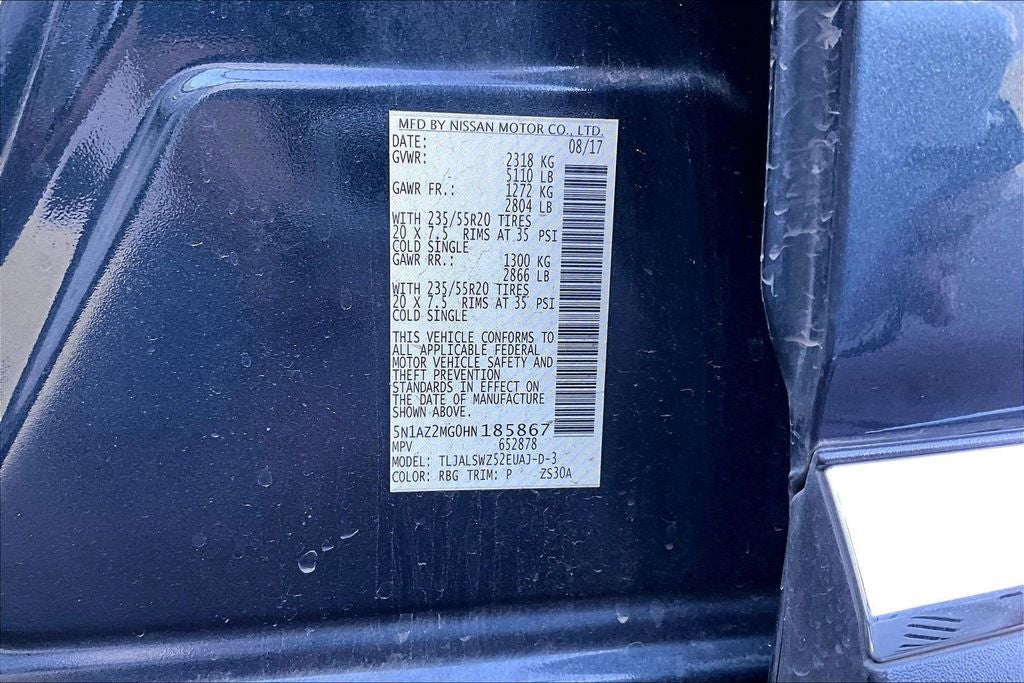 MFD BY NISSAN MOTOR CO., LTD.
DATE: 08/17
GVWR: 2318 KG
5110 LB
GAWR FR.: 1272 KG
2804 LB
WITH 235/55R20 TIRES
20 X 7.5 RIMS AT 35 PSI
COLD SINGLE
GAWR RR.: 1300 KG
2866 LB
WITH 235/55R20 TIRES
20 X 7.5 RIMS AT 35 PSI
COLD SINGLE
THIS VEHICLE CONFORMS TO
ALL APPLICABLE FEDERAL
MOTOR VEHICLE SAFETY AND
THEFT PREVENTION
STANDARDS IN EFFECT ON
THE DATE OF MANUFACTURE
SHOWN ABOVE.
5N1AZ2MG0HN185867
MPV 652878
MODEL: TLJALSWZ52EUAJ-D-3
COLOR: RBG TRIM: P ZS30A